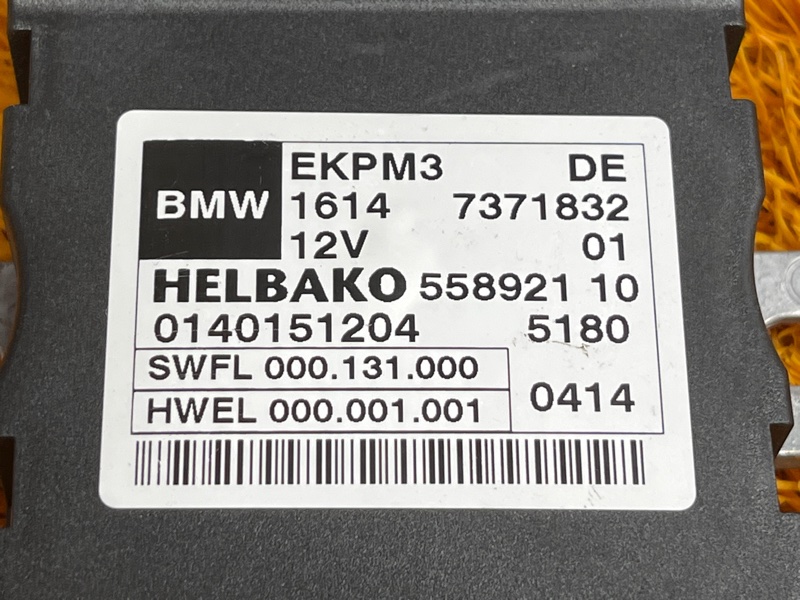 EKPM3 DE
BMW 1614 7371832
12V 01
HELBAKO 558921 10
0140151204 5180
SWFL 000.131.000
HWEL 000.001.001 0414